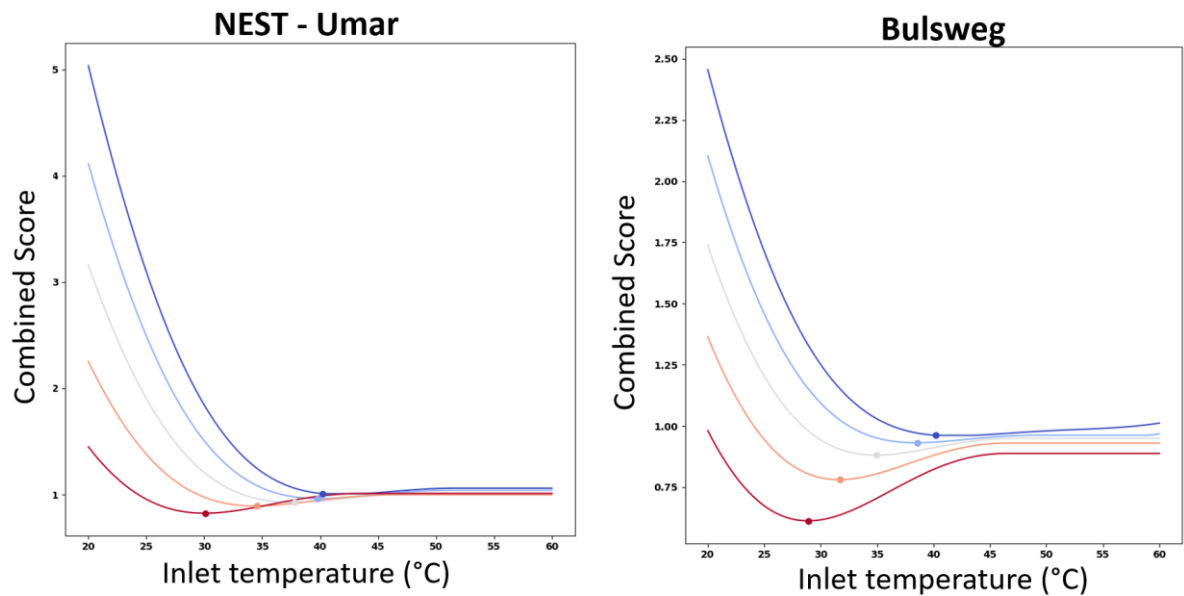 NEST - Umar
Combined Score
5
4
3
2
1
20 25 30 35 40 45 50 55 60
Inlet temperature (°C)
Bulsweg
Combined Score
2.50
2.25
2.00
1.75
1.50
1.25
1.00
0.75
20 25 30 35 40 45 50 55 60
Inlet temperature (°C)